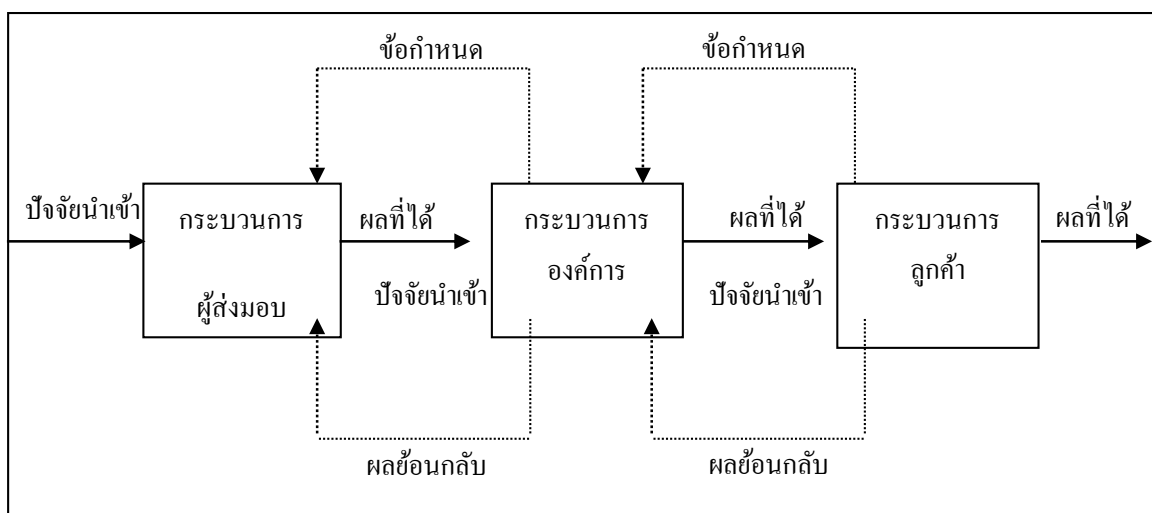 ข้อกำหนด
ข้อกำหนด
ปัจจัยนำเข้า
กระบวนการ
ผู้ส่งมอบ
ผลที่ได้
ปัจจัยนำเข้า
กระบวนการ
องค์การ
ผลที่ได้
ปัจจัยนำเข้า
กระบวนการ
ลูกค้า
ผลที่ได้
ผลย้อนกลับ
ผลย้อนกลับ